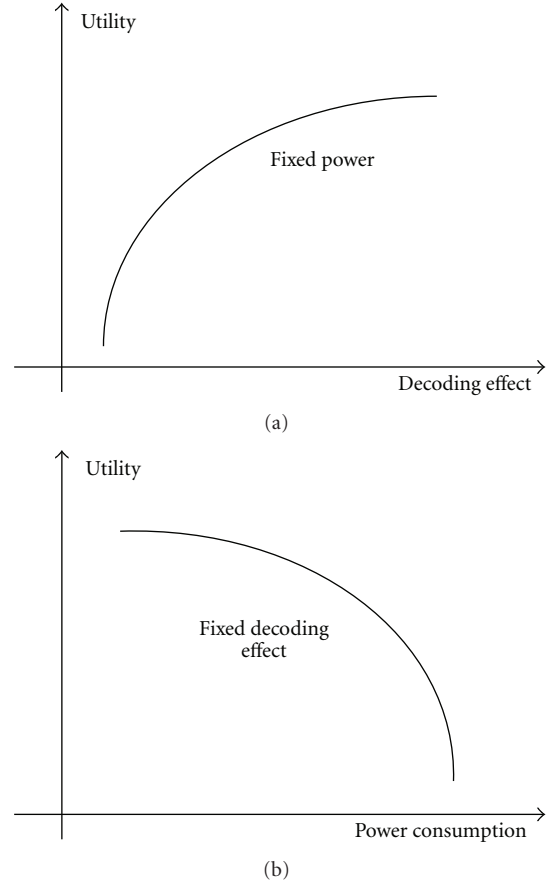 Utility
Fixed power
Decoding effect
(a)
Utility
Fixed decoding
effect
Power consumption
(b)